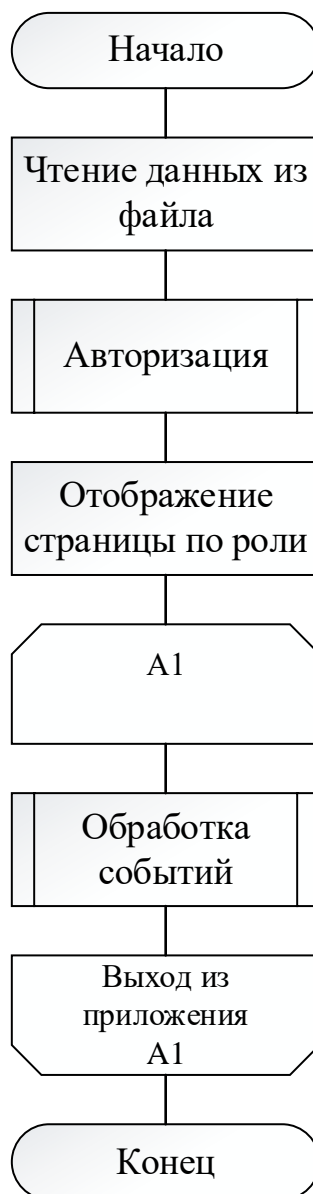 Начало
Чтение данных из
файла
Авторизация
Отображение
страницы по роли
А1
Обработка
событий
Выход из
приложения
А1
Конец